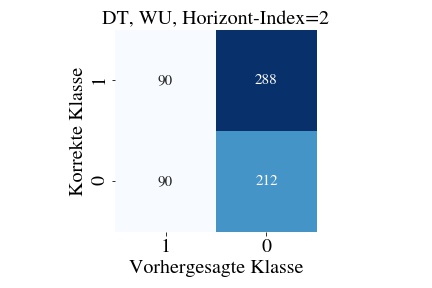 DT, WU, Horizont-Index=2
Korrekte Klasse
1
90
288
0
90
212
1
0
Vorhergesagte Klasse